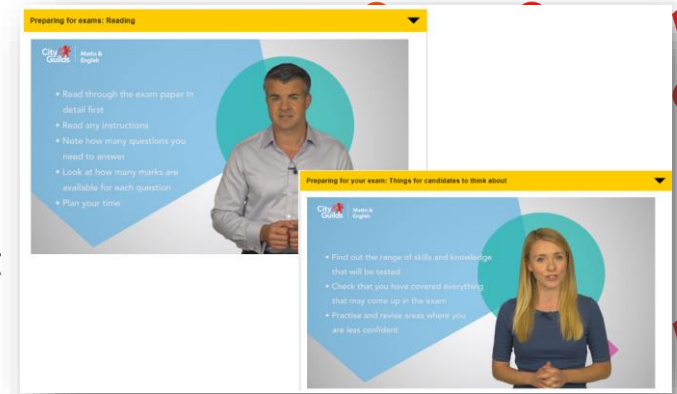 Preparing for exams: Reading
City &
Guilds
Maths &
English
• Read through the exam paper in
detail first
• Read any instructions
• Note how many questions you
need to answer
• Look at how many marks are
available for each question
• Plan your time
Preparing for your exam: Things for candidates to think about
City &
Guilds
Maths &
English
• Find out the range of skills and knowledge
that will be tested
• Check that you have covered everything
that may come up in the exam
• Practise and revise areas where you
are less confident